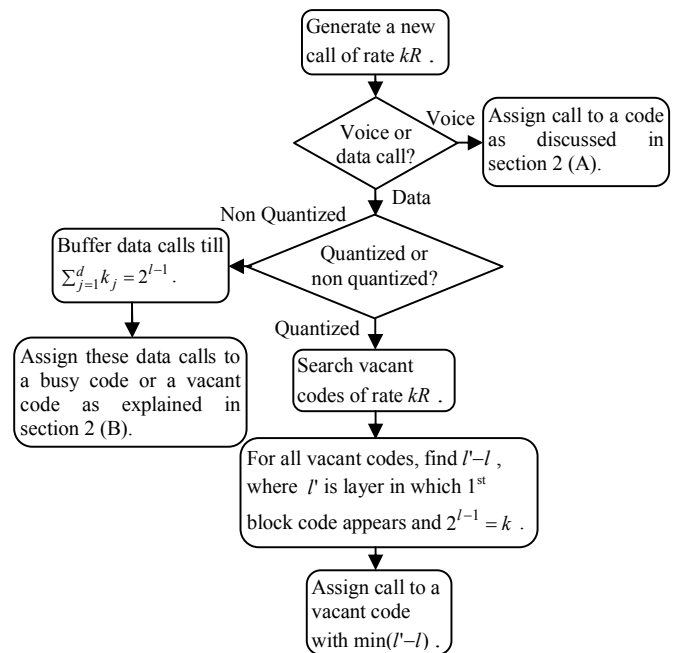 Generate a new
call of rate kR .
Voice
Voice or
data call?
Assign call to a code
as discussed in
section 2 (A).
Data
Non Quantized
Quantized or
non quantized?
Buffer data calls till
∑_{j=1}^{d} k_j = 2^{l-1} .
Quantized
Assign these data calls to
a busy code or a vacant
code as explained in
section 2 (B).
Search vacant
codes of rate kR .
For all vacant codes, find l'-l ,
where l' is layer in which 1st
block code appears and 2^{l-1} = k .
Assign call to a
vacant code
with min(l'-l) .